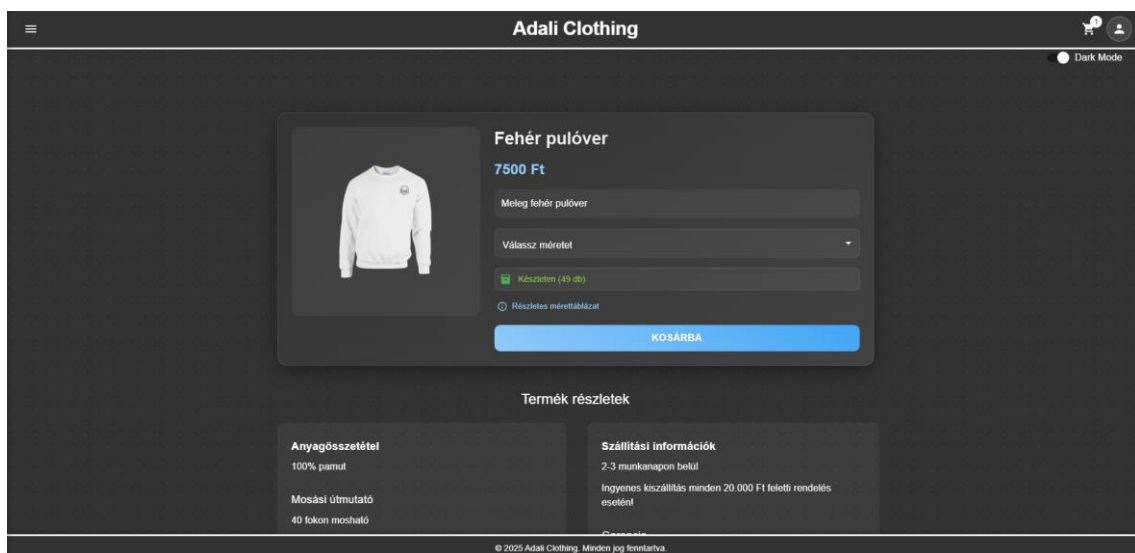 Adali Clothing
1
Dark Mode
Fehér pulóver
7500 Ft
Meleg fehér pulóver
Válassz méretet
Készleten (49 db)
Részletes mérettáblázat
KOSÁRBA
Termék részletek
Anyagösszetétel
100% pamut
Mosási útmutató
40 fokon mosható
Szállítási információk
2-3 munkanapon belül
Ingyenes kiszállítás minden 20.000 Ft feletti rendelés
esetén!
© 2025 Adali Clothing. Minden jog fenntartva.